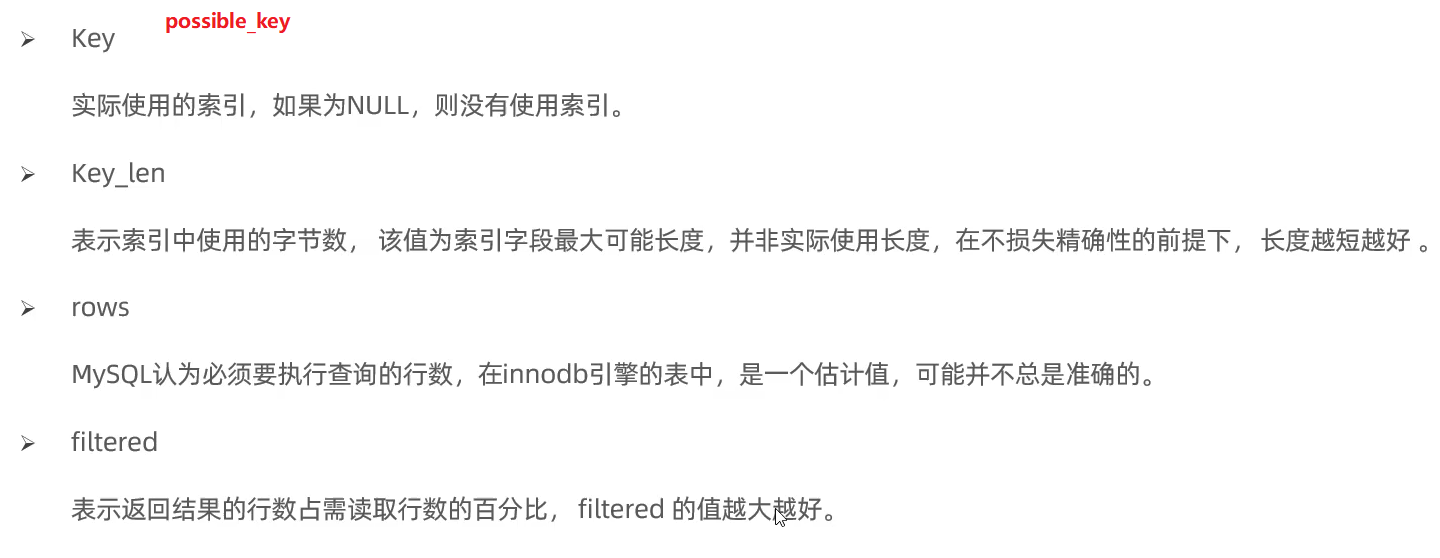 possible_key
Key
实际使用的索引，如果为NULL，则没有使用索引。
Key_len
表示索引中使用的字节数， 该值为索引字段最大可能长度，并非实际使用长度，在不损失精确性的前提下， 长度越短越好 。
rows
MySQL认为必须要执行查询的行数，在innodb引擎的表中，是一个估计值，可能并不总是准确的。
filtered
表示返回结果的行数占需读取行数的百分比， filtered 的值越大越好。